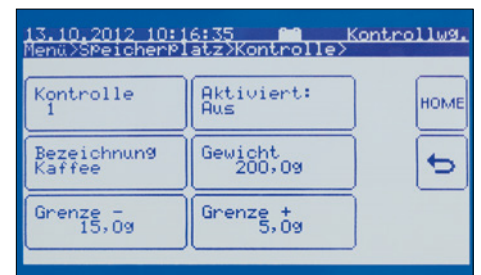 13.10.2012 10:16:35 Kontrollwg.
Menü>Speicherplatz>Kontrolle>
Kontrolle
1
Aktiviert:
Aus
HOME
Bezeichnung
Kaffee
Gewicht
200,0g
Grenze -
15,0g
Grenze +
5,0g